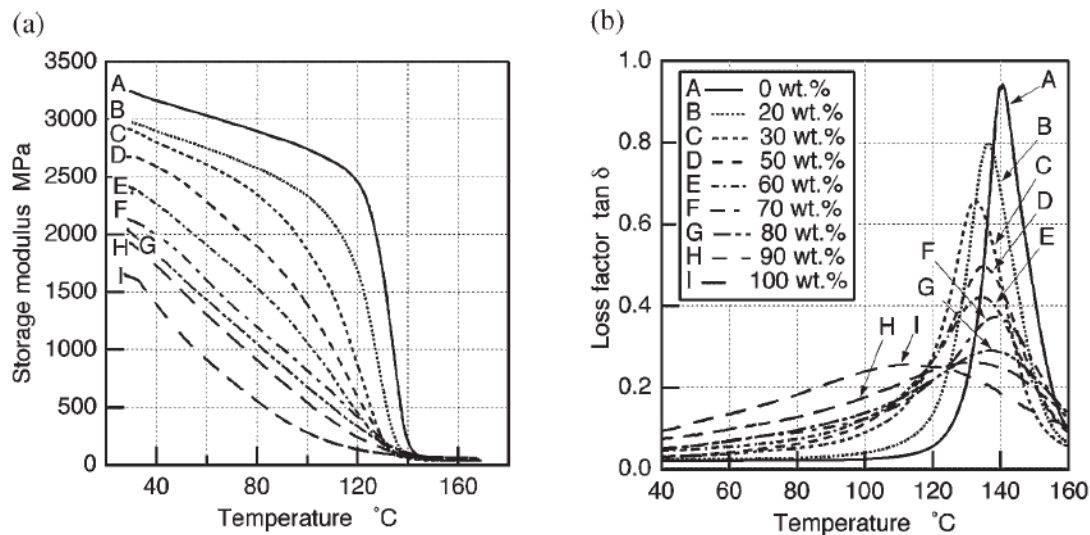 (a)
3500
3000
2500
2000
1500
1000
500
0
Storage modulus MPa
A
B
C
D
E
F
G
H
I
40
80
120
160
Temperature °C
(b)
1.0
0.8
0.6
0.4
0.2
0.0
Loss factor tan δ
A 0 wt.%
B 20 wt.%
C 30 wt.%
D 50 wt.%
E 60 wt.%
F 70 wt.%
G 80 wt.%
H 90 wt.%
I 100 wt.%
A
B
C
D
E
F
G
H
I
40
60
80
100
120
140
160
Temperature °C